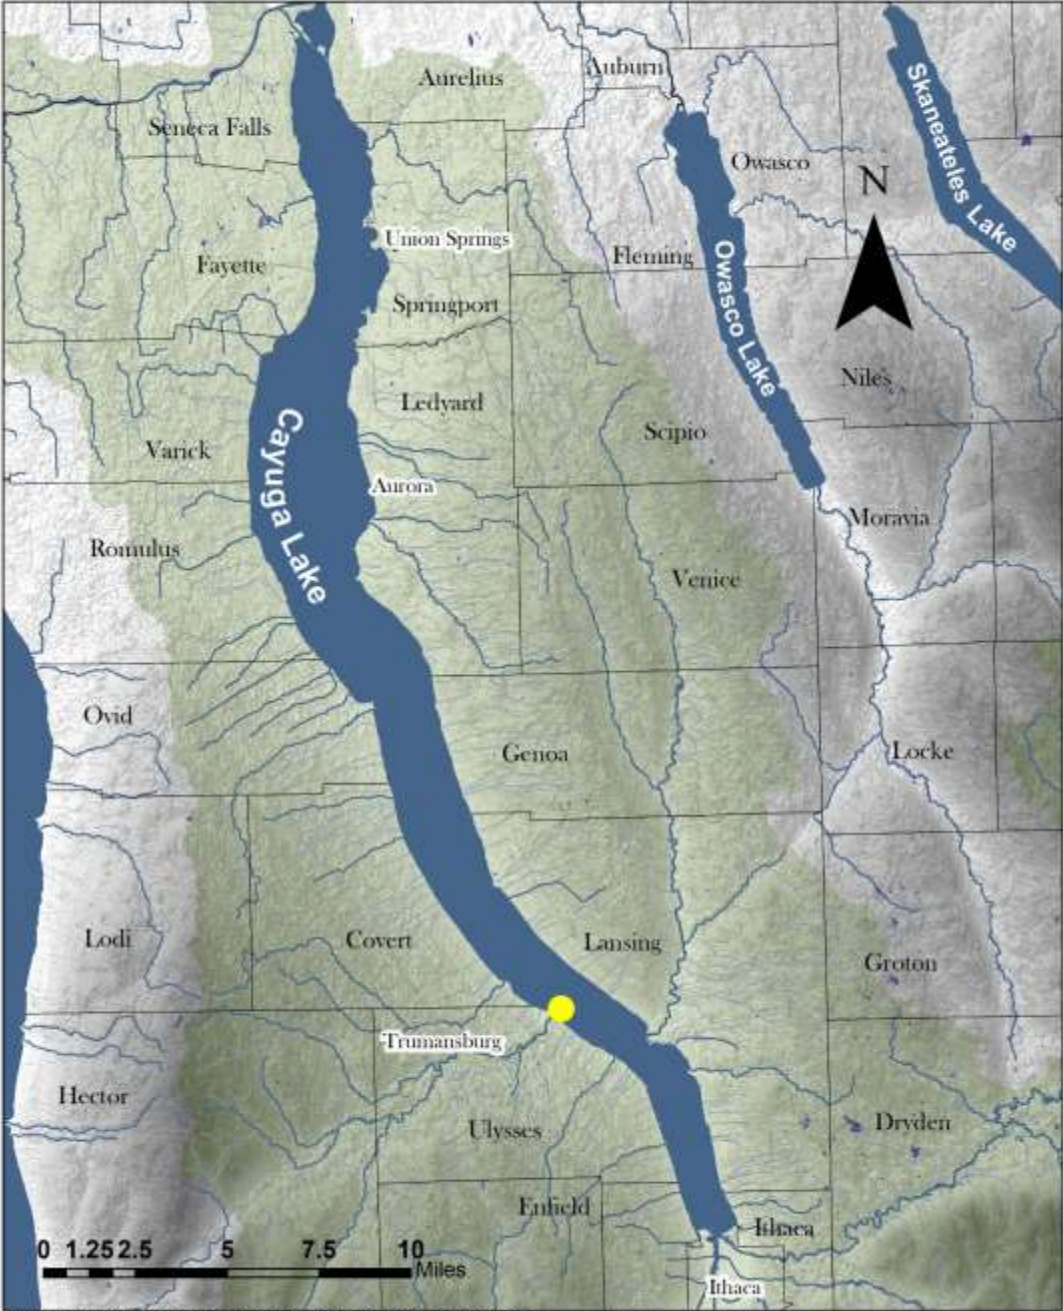 Aurelius
Auburn
Skaneateles Lake
Seneca Falls
Owasco
N
Union Springs
Fleming
Fayette
Owasco Lake
Springport
Niles
Ledyard
Scipio
Cayuga Lake
Varick
Aurora
Moravia
Romulus
Venice
Ovid
Genoa
Locke
Lodi
Covert
Lansing
Groton
Trumansburg
Hector
Ulysses
Dryden
Enfield
Ithaca
0 1.25 2.5 5 7.5 10
Miles
Ithaca